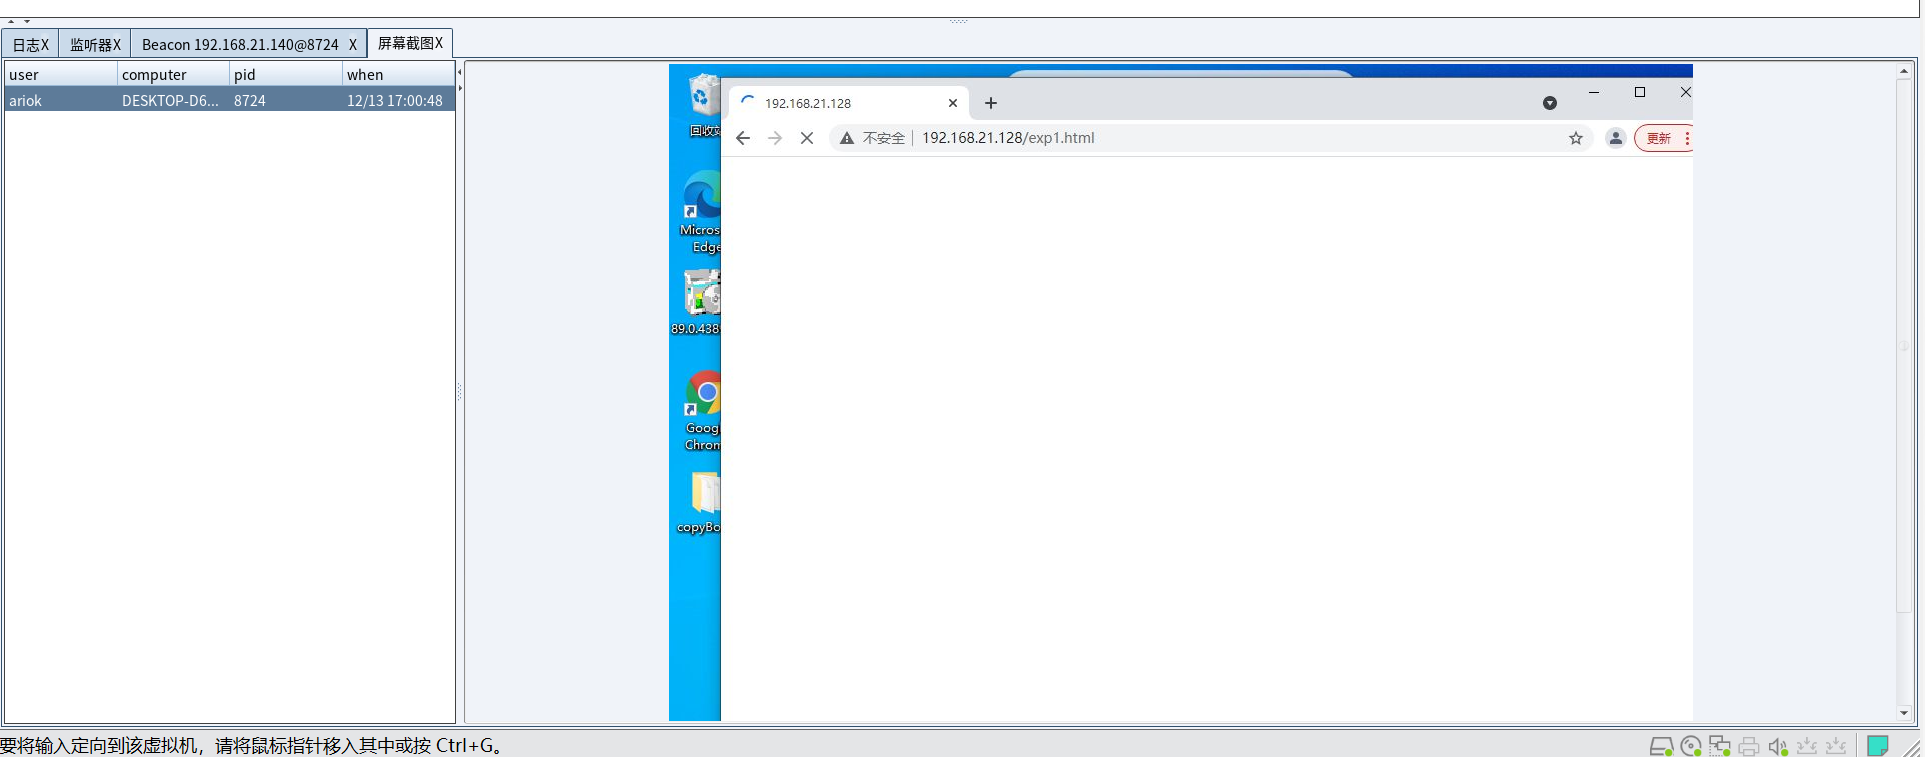 日志X 监听器X Beacon 192.168.21.140@8724 X 屏幕截图X
user computer pid when
ariok DESKTOP-D6... 8724 12/13 17:00:48
192.168.21.128
不安全 192.168.21.128/exp1.html 更新
回收站
Micros
Edge
89.0.438
Goog
Chrom
copyBo
要将输入定向到该虚拟机，请将鼠标指针移入其中或按 Ctrl+G。